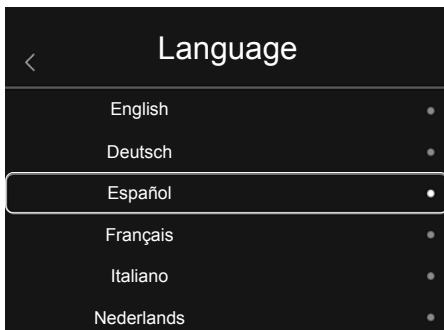 Language
English
Deutsch
Español
Français
Italiano
Nederlands